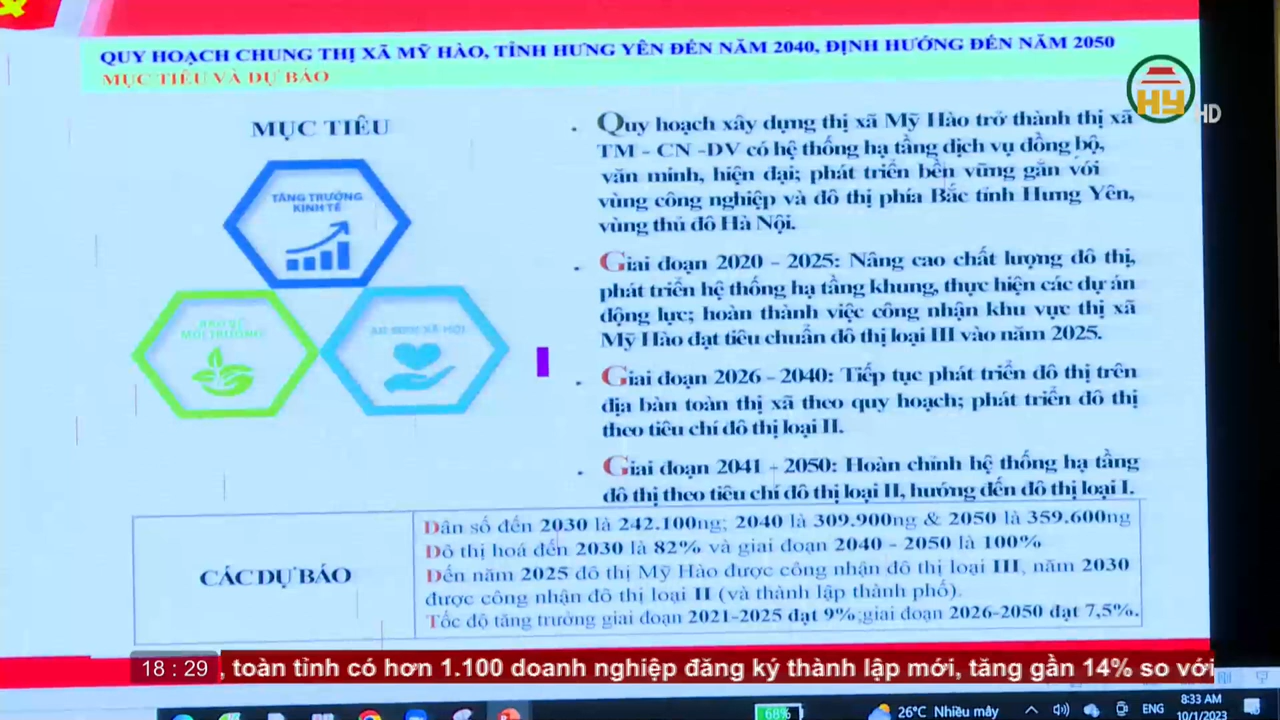 QUY HOẠCH CHUNG THỊ XÃ MỸ HÀO, TỈNH HƯNG YÊN ĐẾN NĂM 2040, ĐỊNH HƯỚNG ĐẾN NĂM 2050
MỤC TIÊU VÀ DỰ BÁO
HY HD
MỤC TIÊU
TĂNG TRƯỞNG
KINH TẾ
BẢO VỆ
MÔI TRƯỜNG
AN NINH XÃ HỘI
Quy hoạch xây dựng thị xã Mỹ Hào trở thành thị xã
TM - CN -DV có hệ thống hạ tầng dịch vụ đồng bộ,
văn minh, hiện đại; phát triển bền vững gắn với
vùng công nghiệp và đô thị phía Bắc tỉnh Hưng Yên,
vùng thủ đô Hà Nội.
Giai đoạn 2020 - 2025: Nâng cao chất lượng đô thị,
phát triển hệ thống hạ tầng khung, thực hiện các dự án
động lực; hoàn thành việc công nhận khu vực thị xã
Mỹ Hào đạt tiêu chuẩn đô thị loại III vào năm 2025.
Giai đoạn 2026 - 2040: Tiếp tục phát triển đô thị trên
địa bàn toàn thị xã theo quy hoạch; phát triển đô thị
theo tiêu chí đô thị loại II.
Giai đoạn 2041 - 2050: Hoàn chỉnh hệ thống hạ tầng
đô thị theo tiêu chí đô thị loại II, hướng đến đô thị loại I.
CÁC DỰ BÁO
Dân số đến 2030 là 242.100ng; 2040 là 309.900ng & 2050 là 359.600ng
Đô thị hoá đến 2030 là 82% và giai đoạn 2040 - 2050 là 100%
Đến năm 2025 đô thị Mỹ Hào được công nhận đô thị loại III, năm 2030
được công nhận đô thị loại II (và thành lập thành phố).
Tốc độ tăng trưởng giai đoạn 2021-2025 đạt 9%;giai đoạn 2026-2050 đạt 7,5%.
18 : 29 , toàn tỉnh có hơn 1.100 doanh nghiệp đăng ký thành lập mới, tăng gần 14% so với
68% 26°C Nhiều mây ENG 8:33 AM
10/1/2023